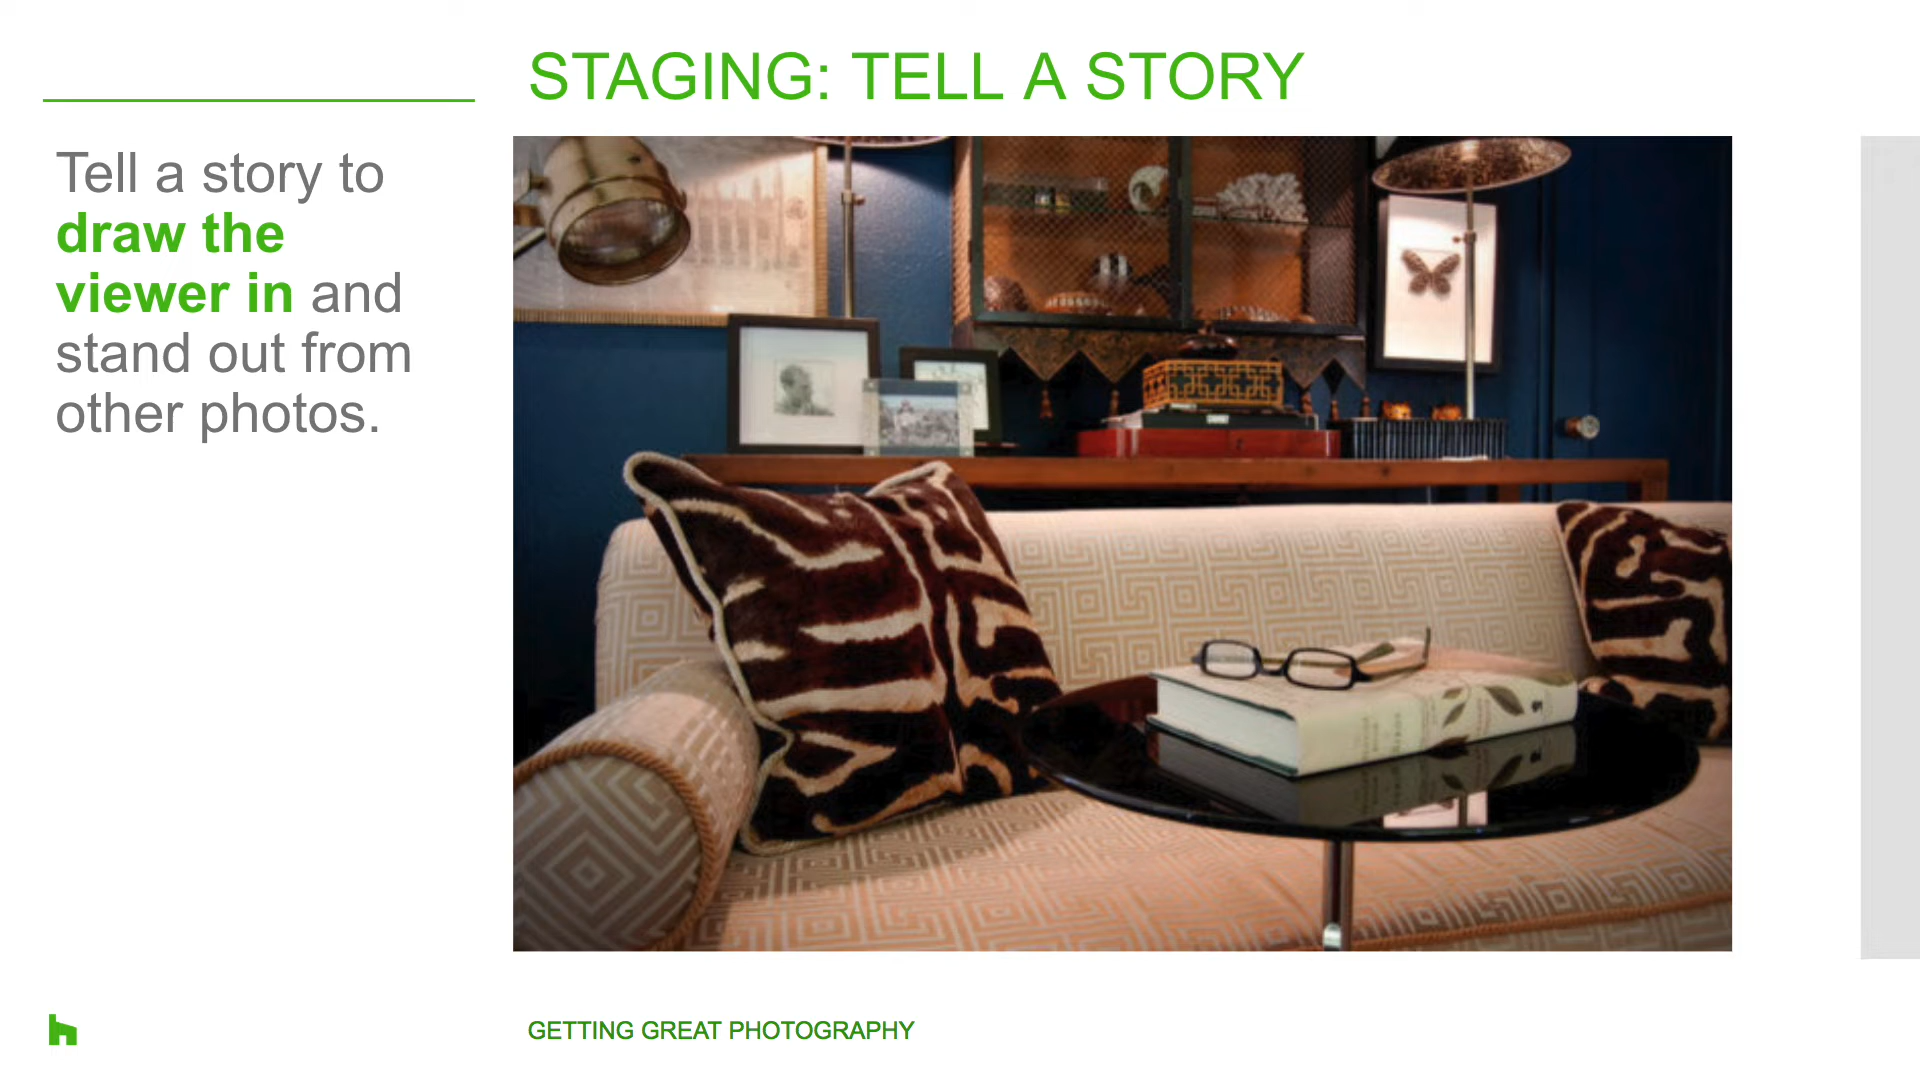 STAGING: TELL A STORY
Tell a story to
draw the
viewer in and
stand out from
other photos.
GETTING GREAT PHOTOGRAPHY